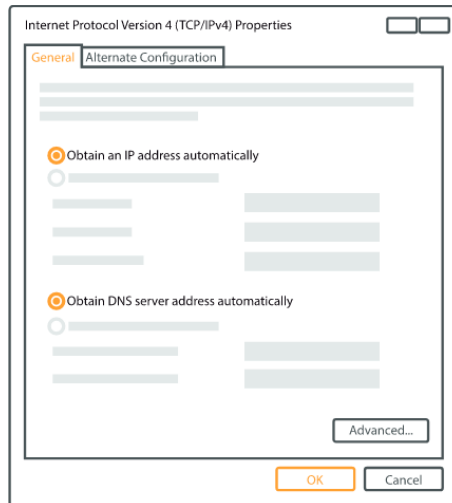 Internet Protocol Version 4 (TCP/IPv4) Properties
General Alternate Configuration
Obtain an IP address automatically
Obtain DNS server address automatically
Advanced...
OK Cancel